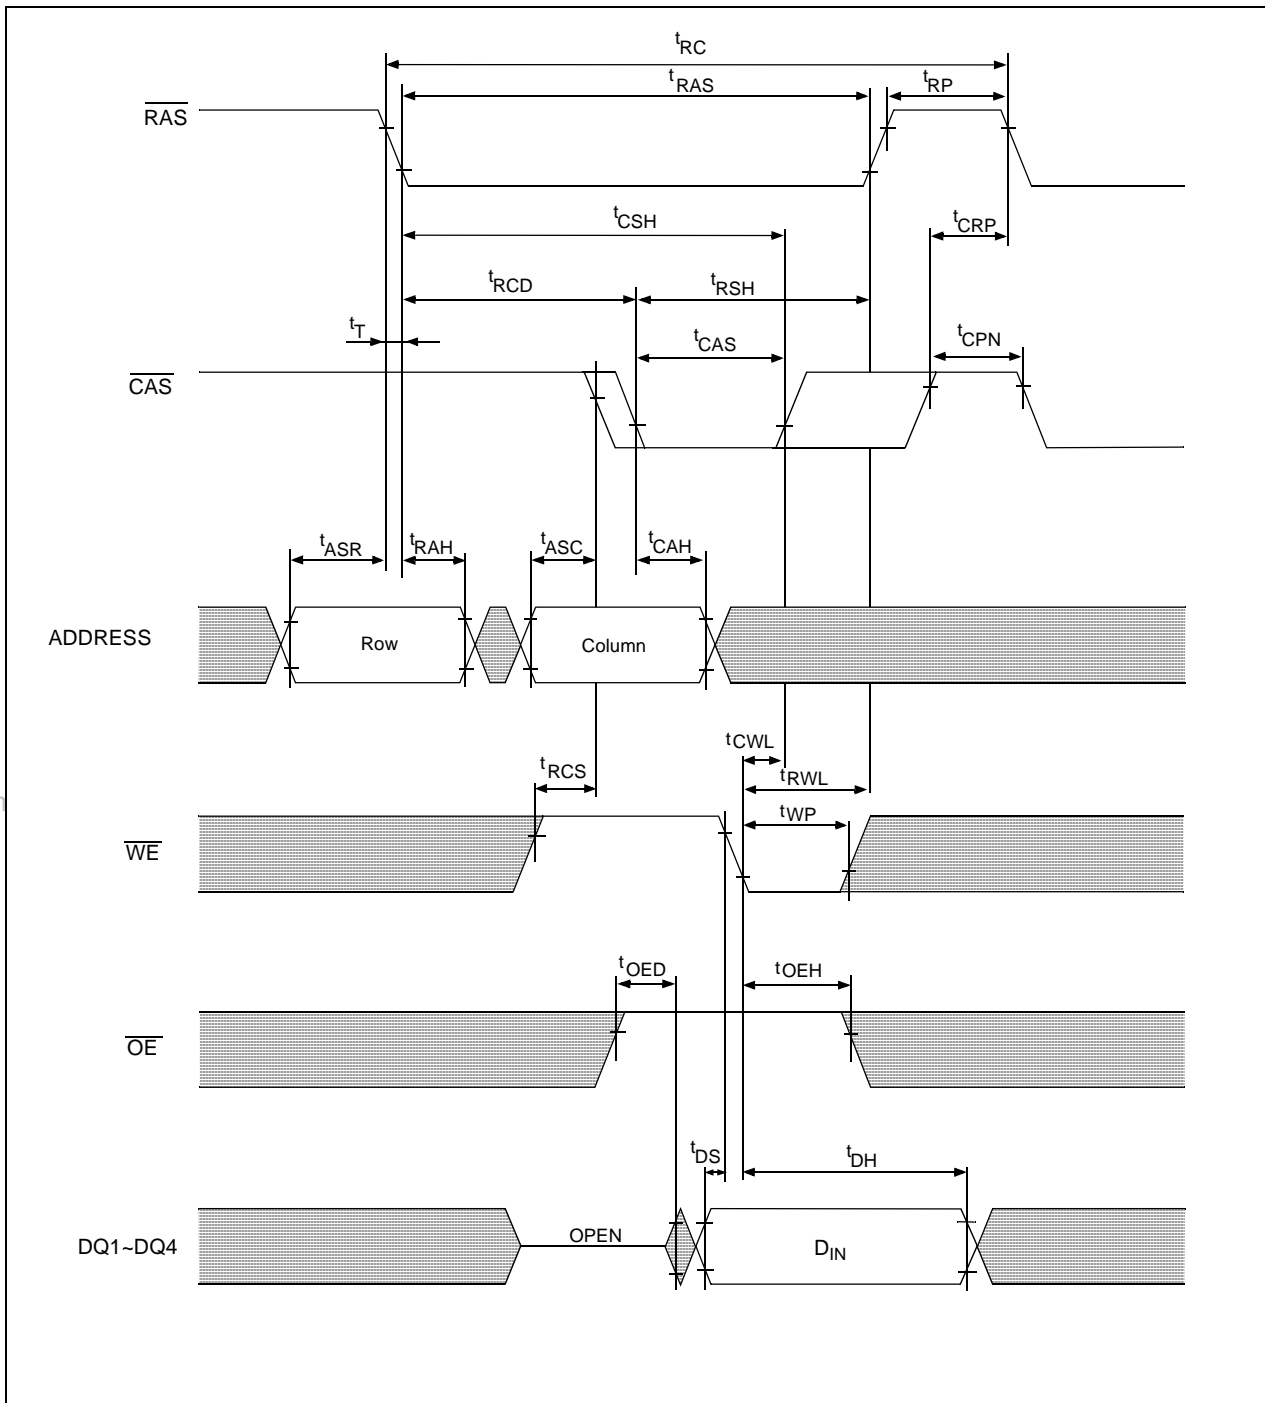 tRC
tRAS
tRP
RAS
tCSH
tCRP
tRCD
tRSH
tT
tCAS
tCPN
CAS
tASR
tRAH
tASC
tCAH
ADDRESS
Row
Column
tCWL
tRCS
tRWL
tWP
WE
tOED
tOEH
OE
tDS
tDH
DQ1~DQ4
OPEN
DIN